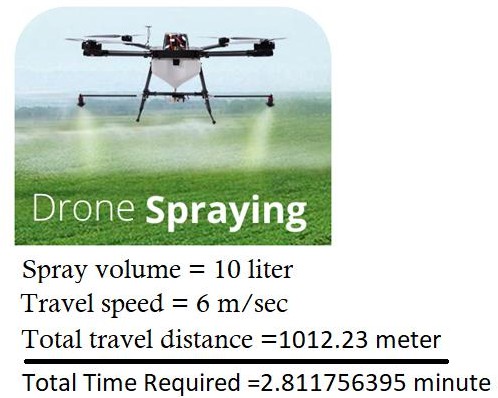 Drone Spraying
Spray volume = 10 liter
Travel speed = 6 m/sec
Total travel distance =1012.23 meter
Total Time Required =2.811756395 minute